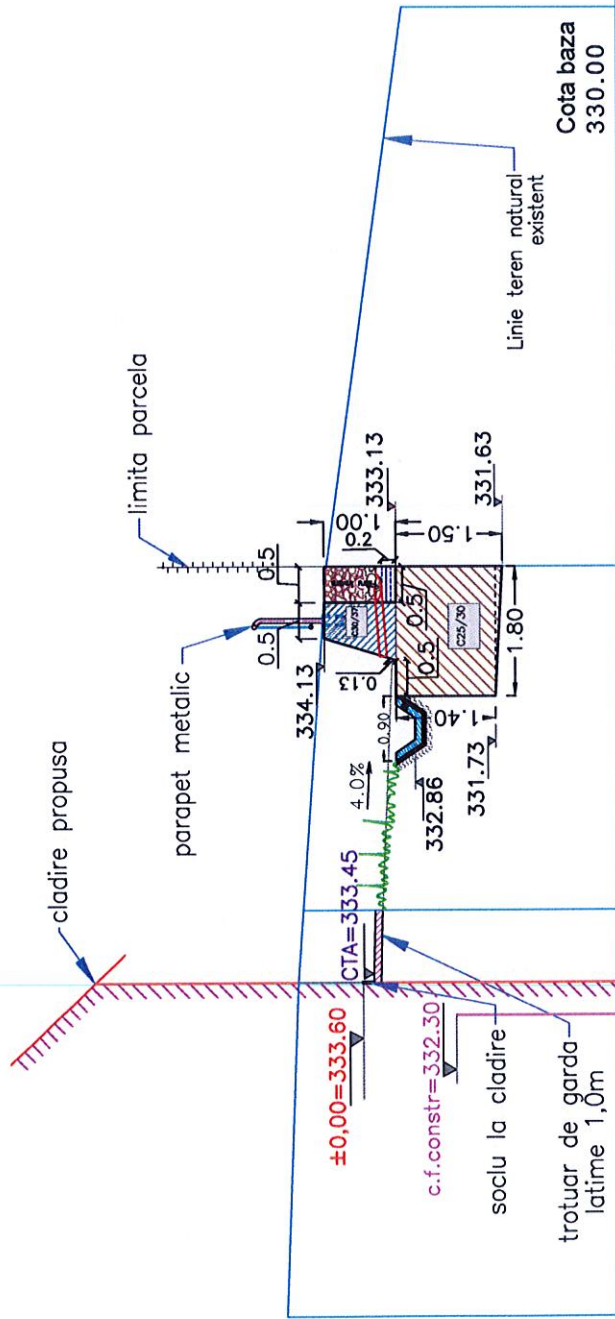 cladire propusa
parapet metalic
limita parcela
0.5
0.5
334.13
1.00
0.2
333.13
C30/37
0.13
0.5
0.5
1.50
C25/30
331.63
1.80
1.40
0.90
4.0%
332.86
331.73
±0,00=333.60
CTA=333.45
c.f.constr=332.30
soclu la cladire
trotuar de garda
latime 1,0m
Linie teren natural
existent
Cota baza
330.00